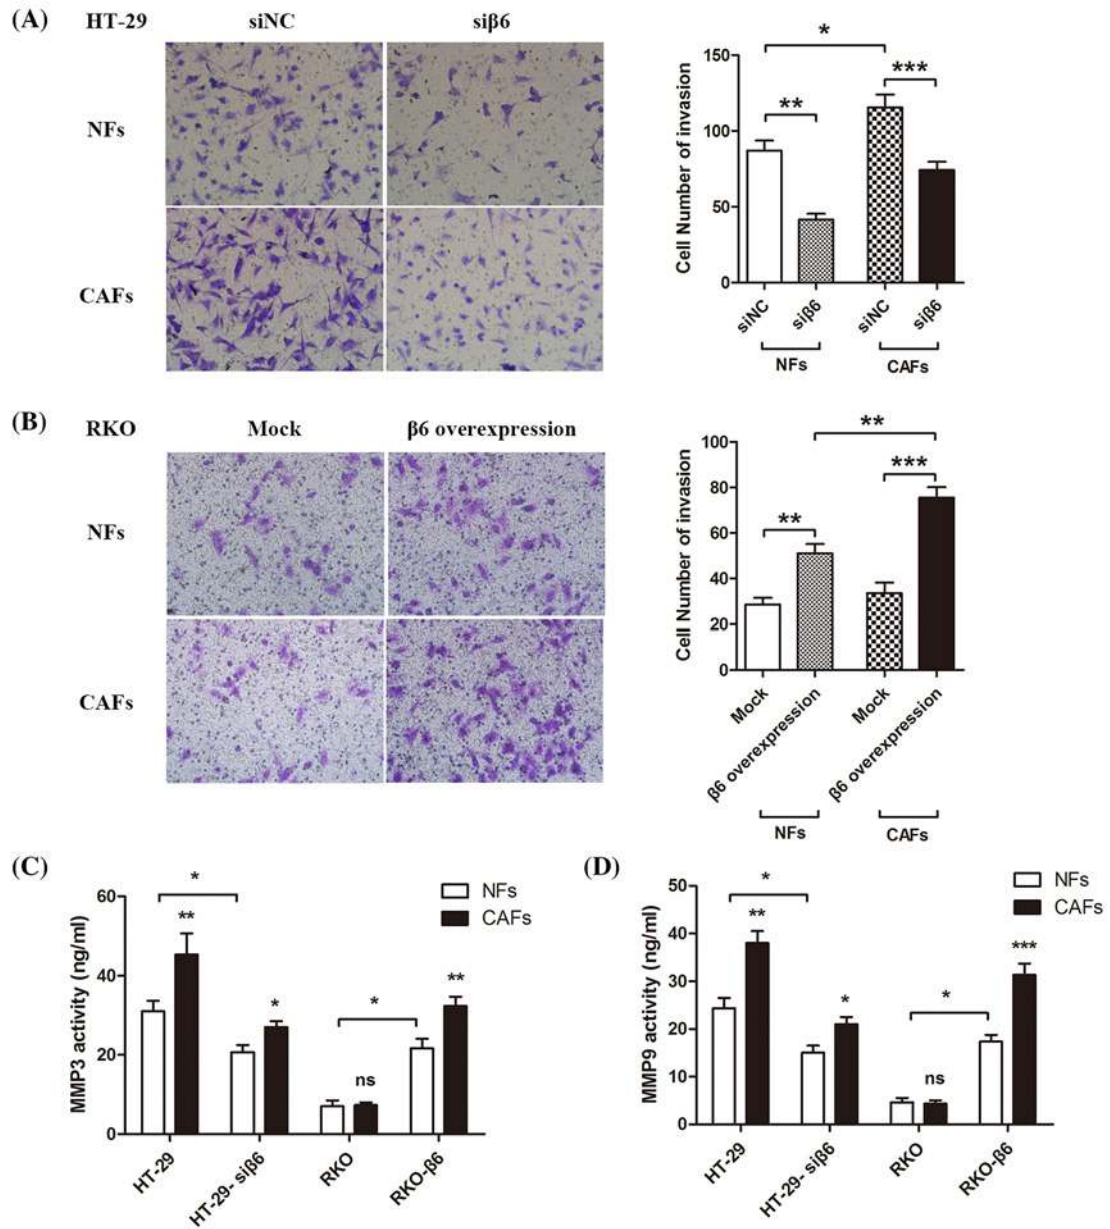 (A)
HT-29 siNC siβ6
NFs
CAFs
*
**
***
150
100
50
0
Cell Number of invasion
siNC siβ6 siNC siβ6
NFs CAFs
(B)
RKO Mock β6 overexpression
NFs
CAFs
**
***
**
100
80
60
40
20
0
Cell Number of invasion
Mock β6 overexpression Mock β6 overexpression
NFs CAFs
(C)
NFs
CAFs
*
**
*
*
ns
**
60
40
20
0
MMP3 activity (ng/ml)
HT-29 HT-29- siβ6 RKO RKO-β6
(D)
NFs
CAFs
*
**
*
*
ns
***
50
40
30
20
10
0
MMP9 activity (ng/ml)
HT-29 HT-29- siβ6 RKO RKO-β6